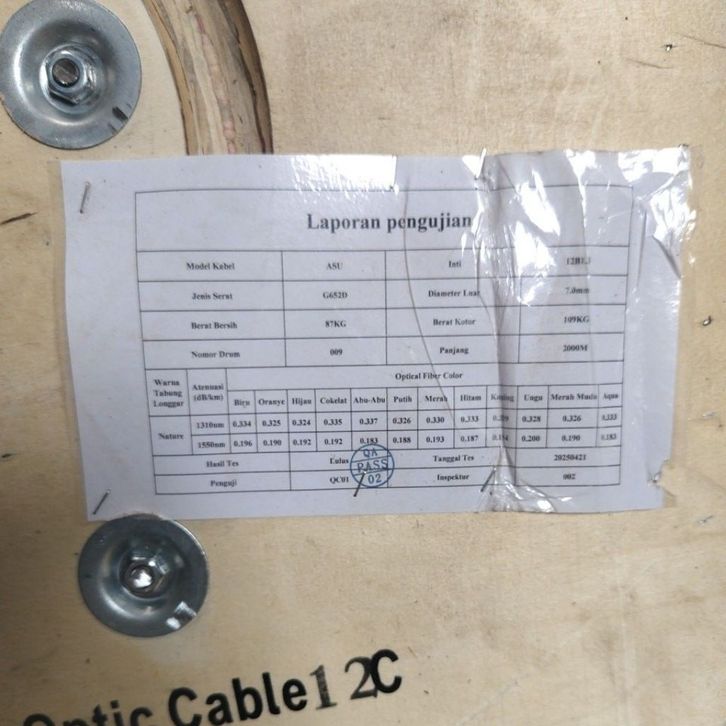 Laporan pengujian
Model Kabel ASU Inti
Jenis Serat G652D Diameter Luar 7.0mm
Berat Bersih 87KG Berat Kotor 109KG
Nomor Drum 009 Panjang 2000M
Warna Tabung Longgar Atenuasi (dB/km) Optical Fiber Color
Biru Oranye Hijau Cokelat Abu-Abu Putih Merah Hitam Kuning Ungu Merah Muda Aqua
Nature 1310nm 0.334 0.325 0.324 0.335 0.337 0.326 0.330 0.333 0.328 0.326 0.333
1550nm 0.196 0.190 0.192 0.192 0.183 0.188 0.193 0.187 0.200 0.190 0.183
Hasil Tes Lulus Tanggal Tes 20250421
Penguji QC01 Inspektur 002
QA
PASS
02
Optic Cable12C